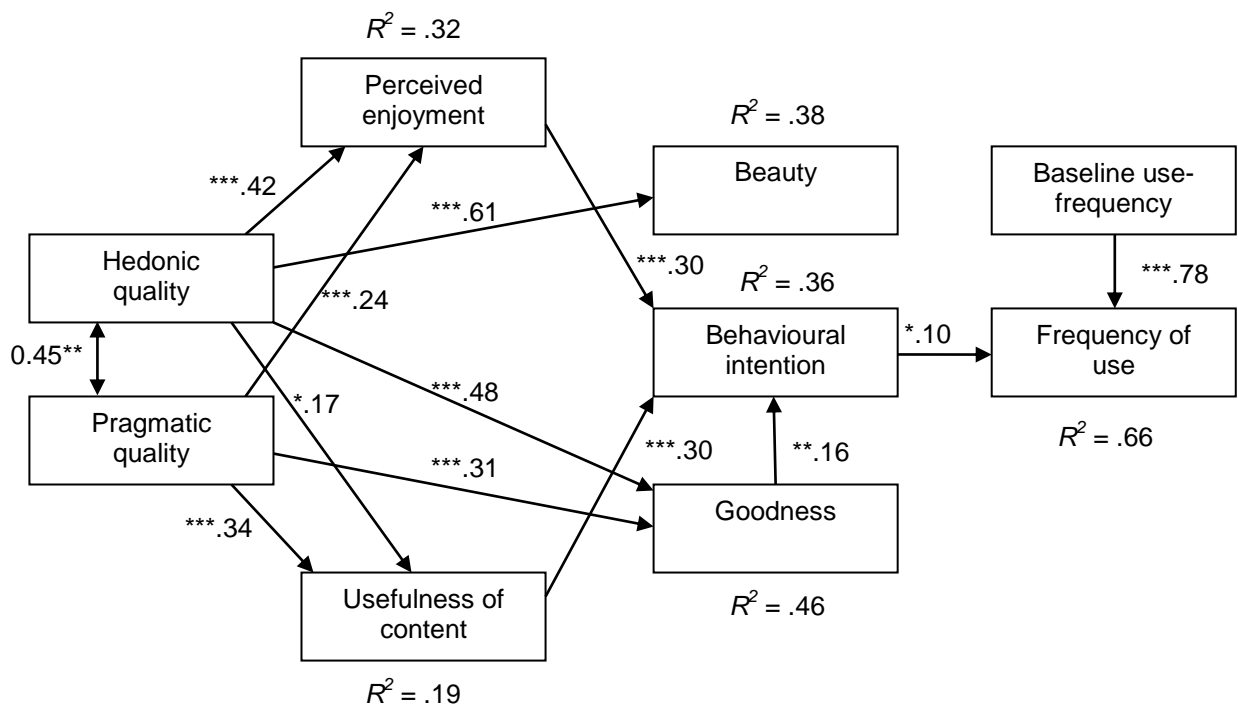 R² = .32
Perceived
enjoyment
R² = .38
Beauty
Baseline use-
frequency
***.42
***.61
Hedonic
quality
***.30
***.78
***.24
R² = .36
Behavioural
intention
*.10
Frequency of
use
0.45**
***.48
*.17
Pragmatic
quality
***.30
**.16
R² = .66
***.31
Goodness
***.34
Usefulness of
content
R² = .46
R² = .19